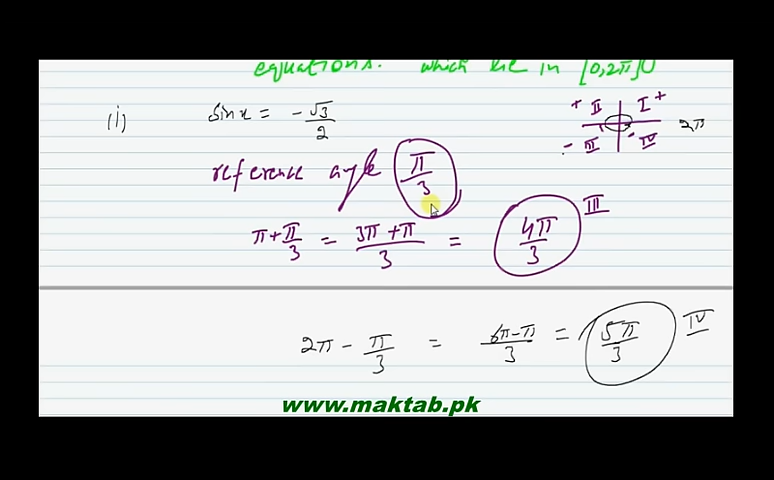 equations. which lie in [0,2π]
(i) sinx = -√3/2
+ II I +
- III - IV 2π
reference angle π/3
π+π/3 = 3π+π/3 = 4π/3 III
2π - π/3 = 6π-π/3 = 5π/3 IV
www.maktab.pk